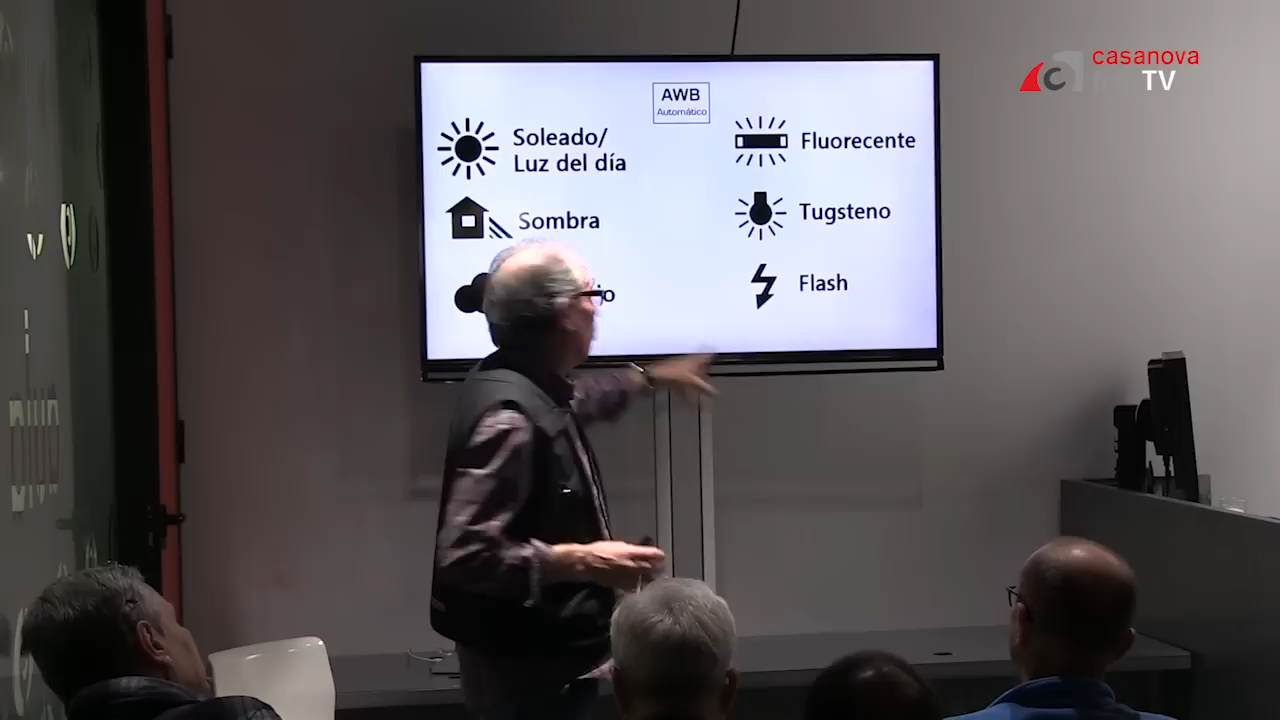 casanova
TV
AWB
Automático
Soleado/
Luz del día
Fluorecente
Sombra
Tugsteno
Flash